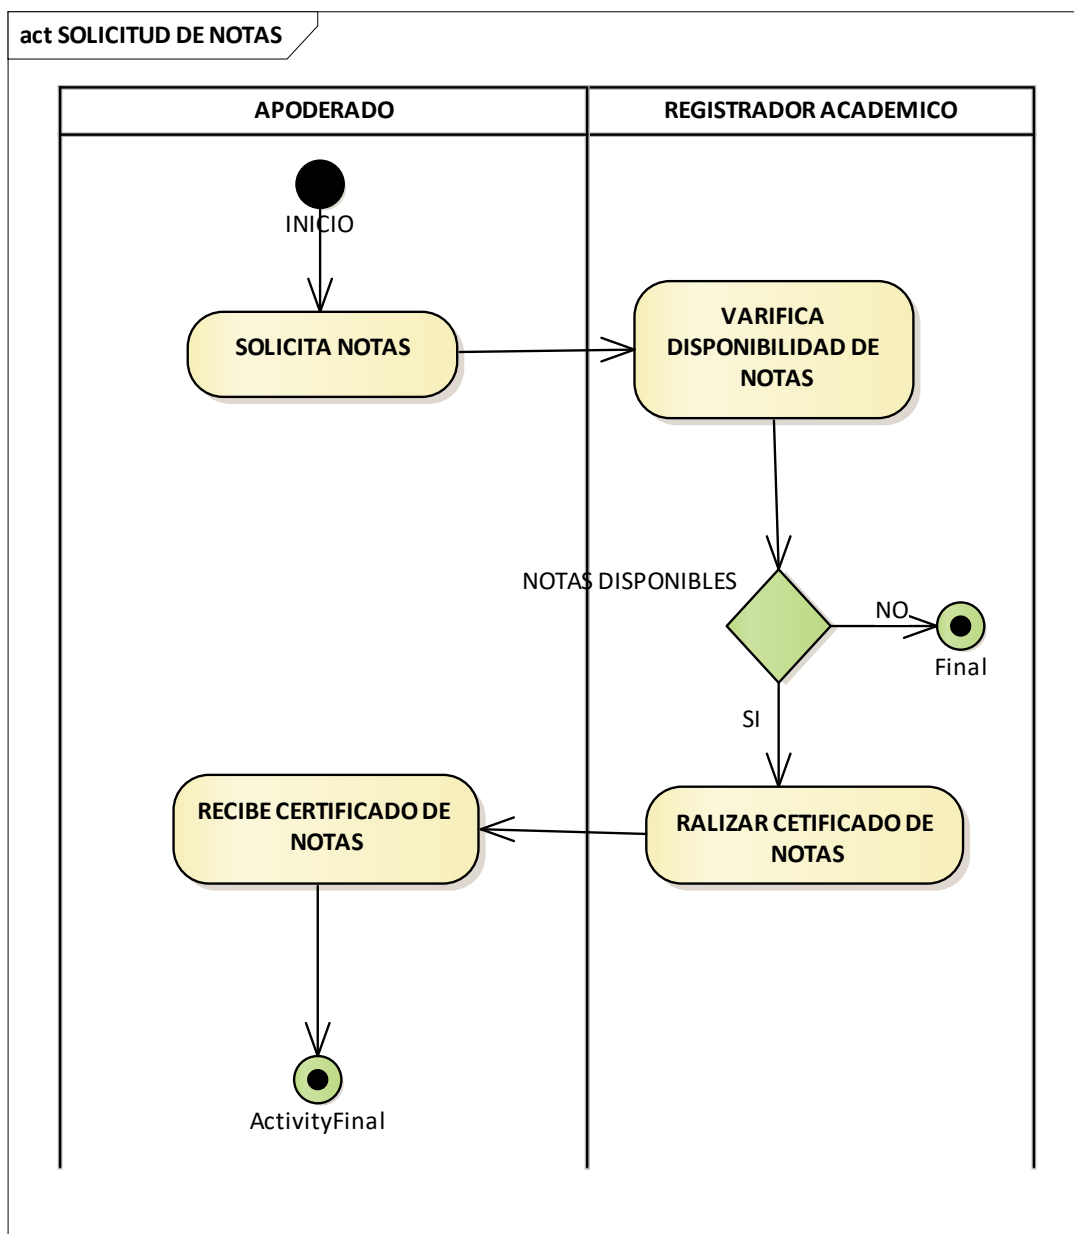 act SOLICITUD DE NOTAS
APODERADO
REGISTRADOR ACADEMICO
INICIO
SOLICITA NOTAS
VARIFICA
DISPONIBILIDAD DE
NOTAS
NOTAS DISPONIBLES
NO
Final
SI
RECIBE CERTIFICADO DE
NOTAS
RALIZAR CETIFICADO DE
NOTAS
ActivityFinal